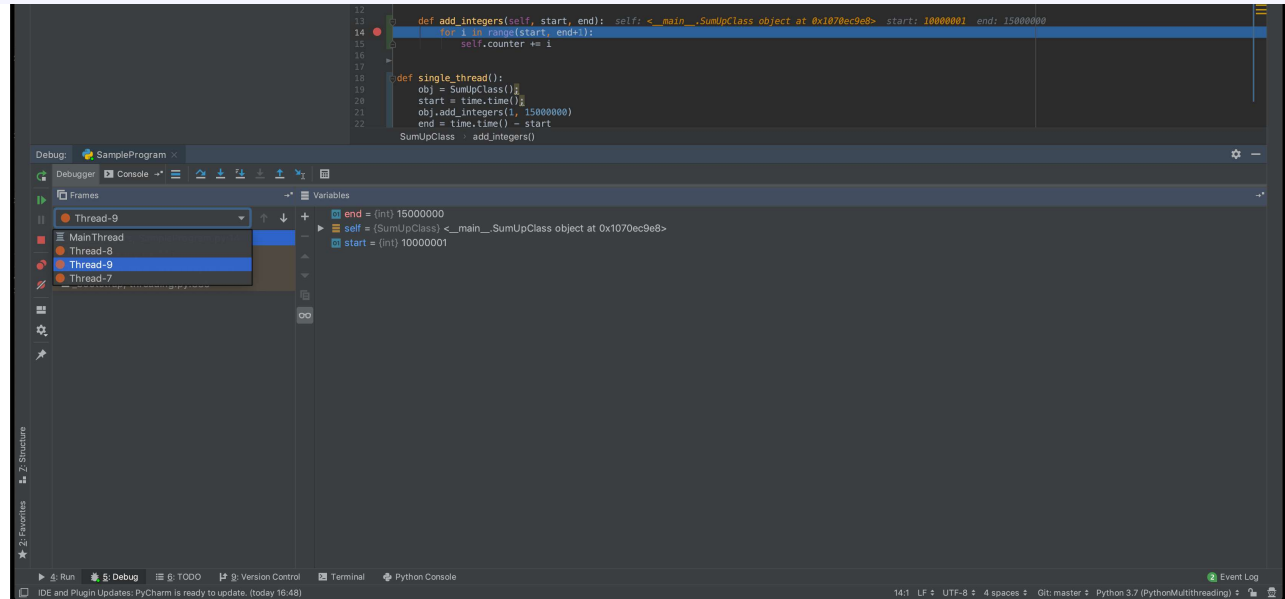 12
13 def add_integers(self, start, end): self: <__main__.SumUpClass object at 0x1070ec9e8> start: 10000001 end: 15000000
14 for i in range(start, end+1):
15 self.counter += i
16
17
18 def single_thread():
19 obj = SumUpClass();
20 start = time.time();
21 obj.add_integers(1, 15000000)
22 end = time.time() - start
SumUpClass › add_integers()
Debug: SampleProgram ×
Debugger Console
Frames
Variables
Thread-9
MainThread
Thread-8
Thread-9
Thread-7
end = {int} 15000000
self = {SumUpClass} <__main__.SumUpClass object at 0x1070ec9e8>
start = {int} 10000001
Z: Structure
2: Favorites
4: Run 5: Debug 6: TODO 9: Version Control Terminal Python Console 2 Event Log
IDE and Plugin Updates: PyCharm is ready to update. (today 16:48) 14:1 LF UTF-8 4 spaces Git: master Python 3.7 (PythonMultithreading)